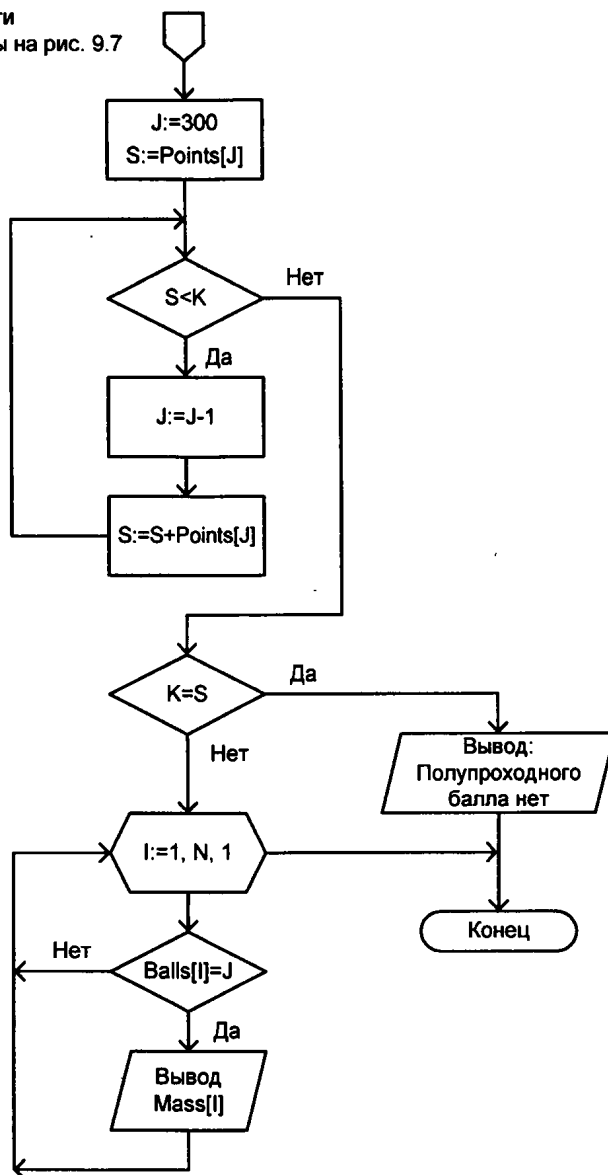 ти
ы на рис. 9.7
J:=300
S:=Points[J]
S<K
Нет
Да
J:=J-1
S:=S+Points[J]
K=S
Да
Нет
Вывод:
Полупроходного
балла нет
I:=1, N, 1
Конец
Нет
Balls[I]=J
Да
Вывод
Mass[I]